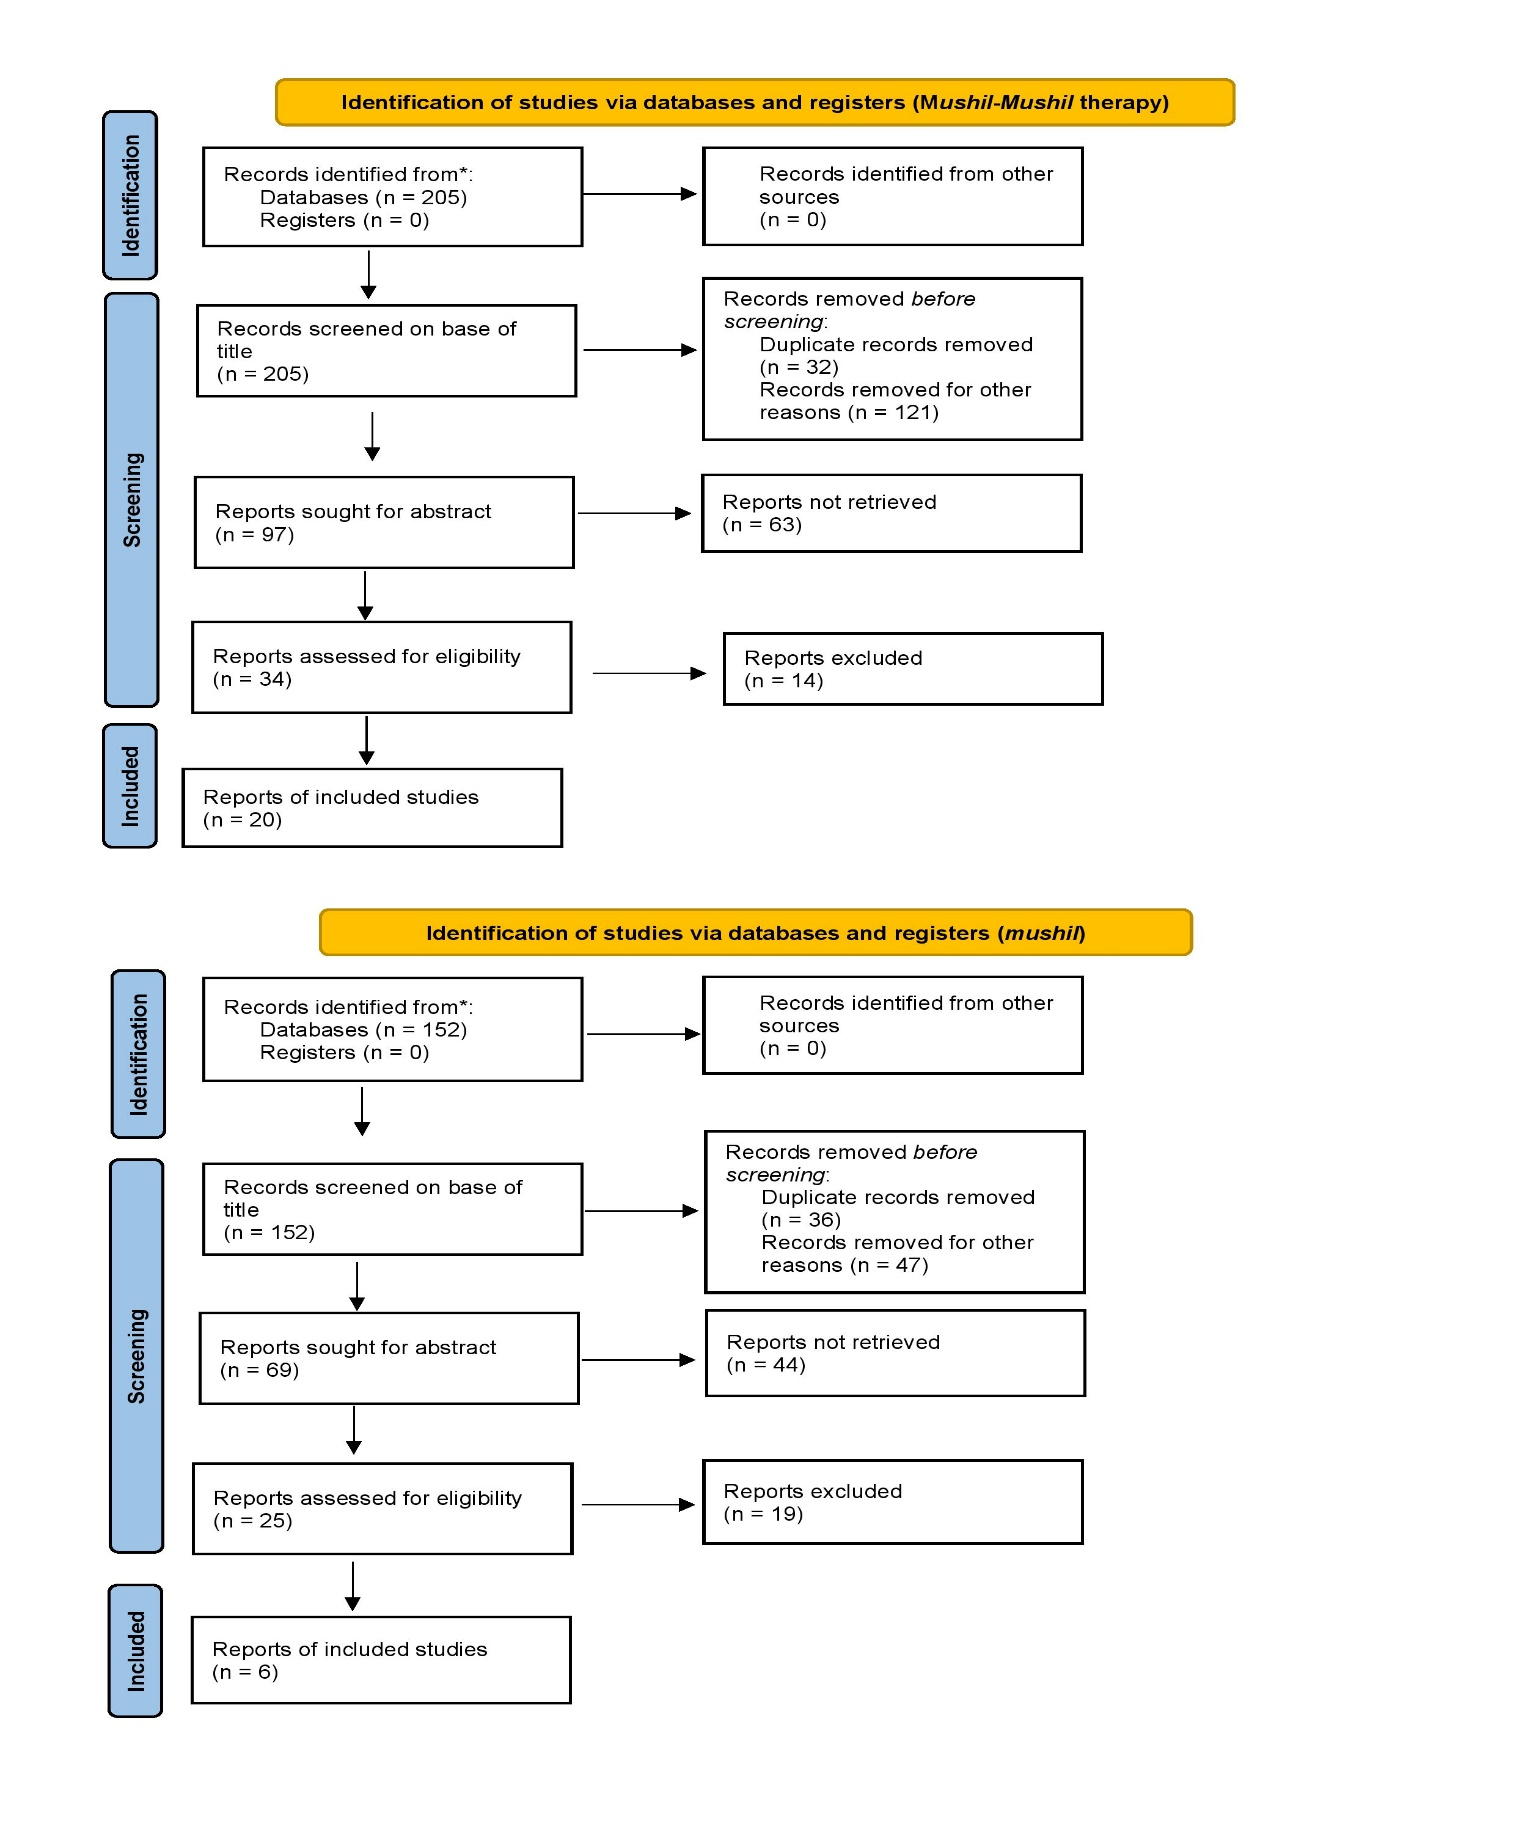 Identification of studies via databases and registers (Mushil-Mushil therapy)
Identification
Records identified from*:
Databases (n = 205)
Registers (n = 0)
Records identified from other
sources
(n = 0)
Screening
Records screened on base of
title
(n = 205)
Records removed before
screening:
Duplicate records removed
(n = 32)
Records removed for other
reasons (n = 121)
Reports sought for abstract
(n = 97)
Reports not retrieved
(n = 63)
Reports assessed for eligibility
(n = 34)
Reports excluded
(n = 14)
Included
Reports of included studies
(n = 20)
Identification of studies via databases and registers (mushil)
Identification
Records identified from*:
Databases (n = 152)
Registers (n = 0)
Records identified from other
sources
(n = 0)
Screening
Records screened on base of
title
(n = 152)
Records removed before
screening:
Duplicate records removed
(n = 36)
Records removed for other
reasons (n = 47)
Reports sought for abstract
(n = 69)
Reports not retrieved
(n = 44)
Reports assessed for eligibility
(n = 25)
Reports excluded
(n = 19)
Included
Reports of included studies
(n = 6)